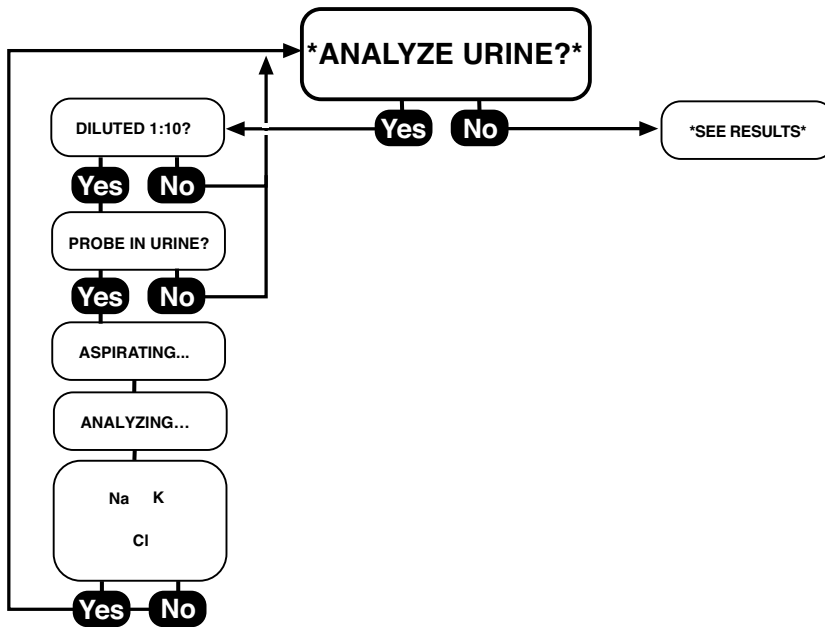 *ANALYZE URINE?*
Yes No
DILUTED 1:10?
*SEE RESULTS*
Yes No
PROBE IN URINE?
Yes No
ASPIRATING...
ANALYZING...
Na K
Cl
Yes No